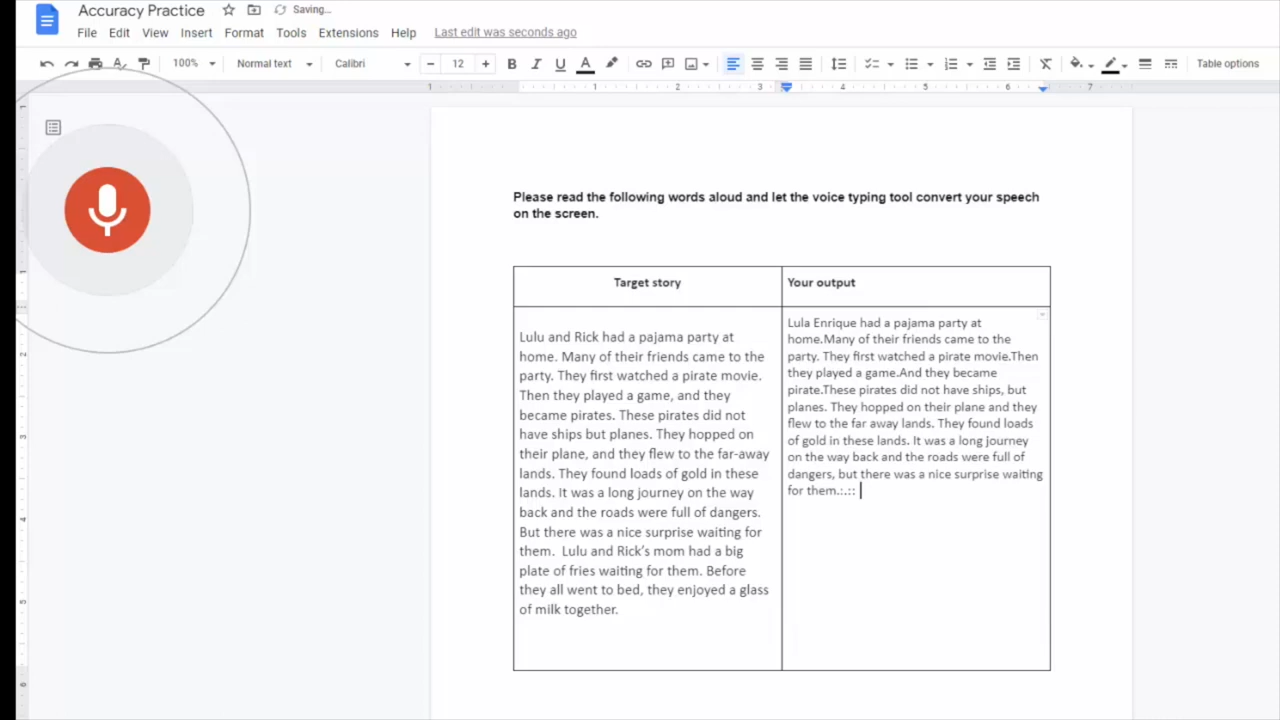 Accuracy Practice Saving...
File Edit View Insert Format Tools Extensions Help Last edit was seconds ago
100% Normal text Calibri − 12 + B I U A Table options
1 1 2 3 4 5 6 7
Please read the following words aloud and let the voice typing tool convert your speech
on the screen.
Target story
Lulu and Rick had a pajama party at
home. Many of their friends came to the
party. They first watched a pirate movie.
Then they played a game, and they
became pirates. These pirates did not
have ships but planes. They hopped on
their plane, and they flew to the far-away
lands. They found loads of gold in these
lands. It was a long journey on the way
back and the roads were full of dangers.
But there was a nice surprise waiting for
them.  Lulu and Rick's mom had a big
plate of fries waiting for them. Before
they all went to bed, they enjoyed a glass
of milk together.
Your output
Lula Enrique had a pajama party at
home.Many of their friends came to the
party. They first watched a pirate movie.Then
they played a game.And they became
pirate.These pirates did not have ships, but
planes. They hopped on their plane and they
flew to the far away lands. They found loads
of gold in these lands. It was a long journey
on the way back and the roads were full of
dangers, but there was a nice surprise waiting
for them.:.::